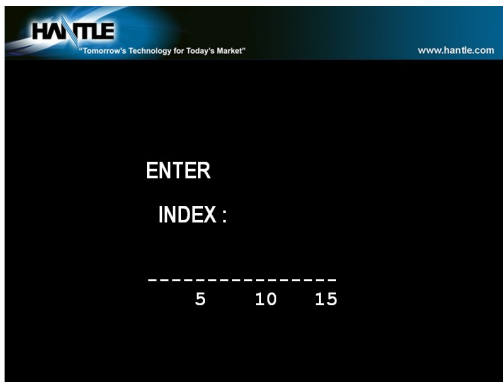 HANTLE
"Tomorrow's Technology for Today's Market"
www.hantle.com
ENTER
INDEX :
----------------
5 10 15